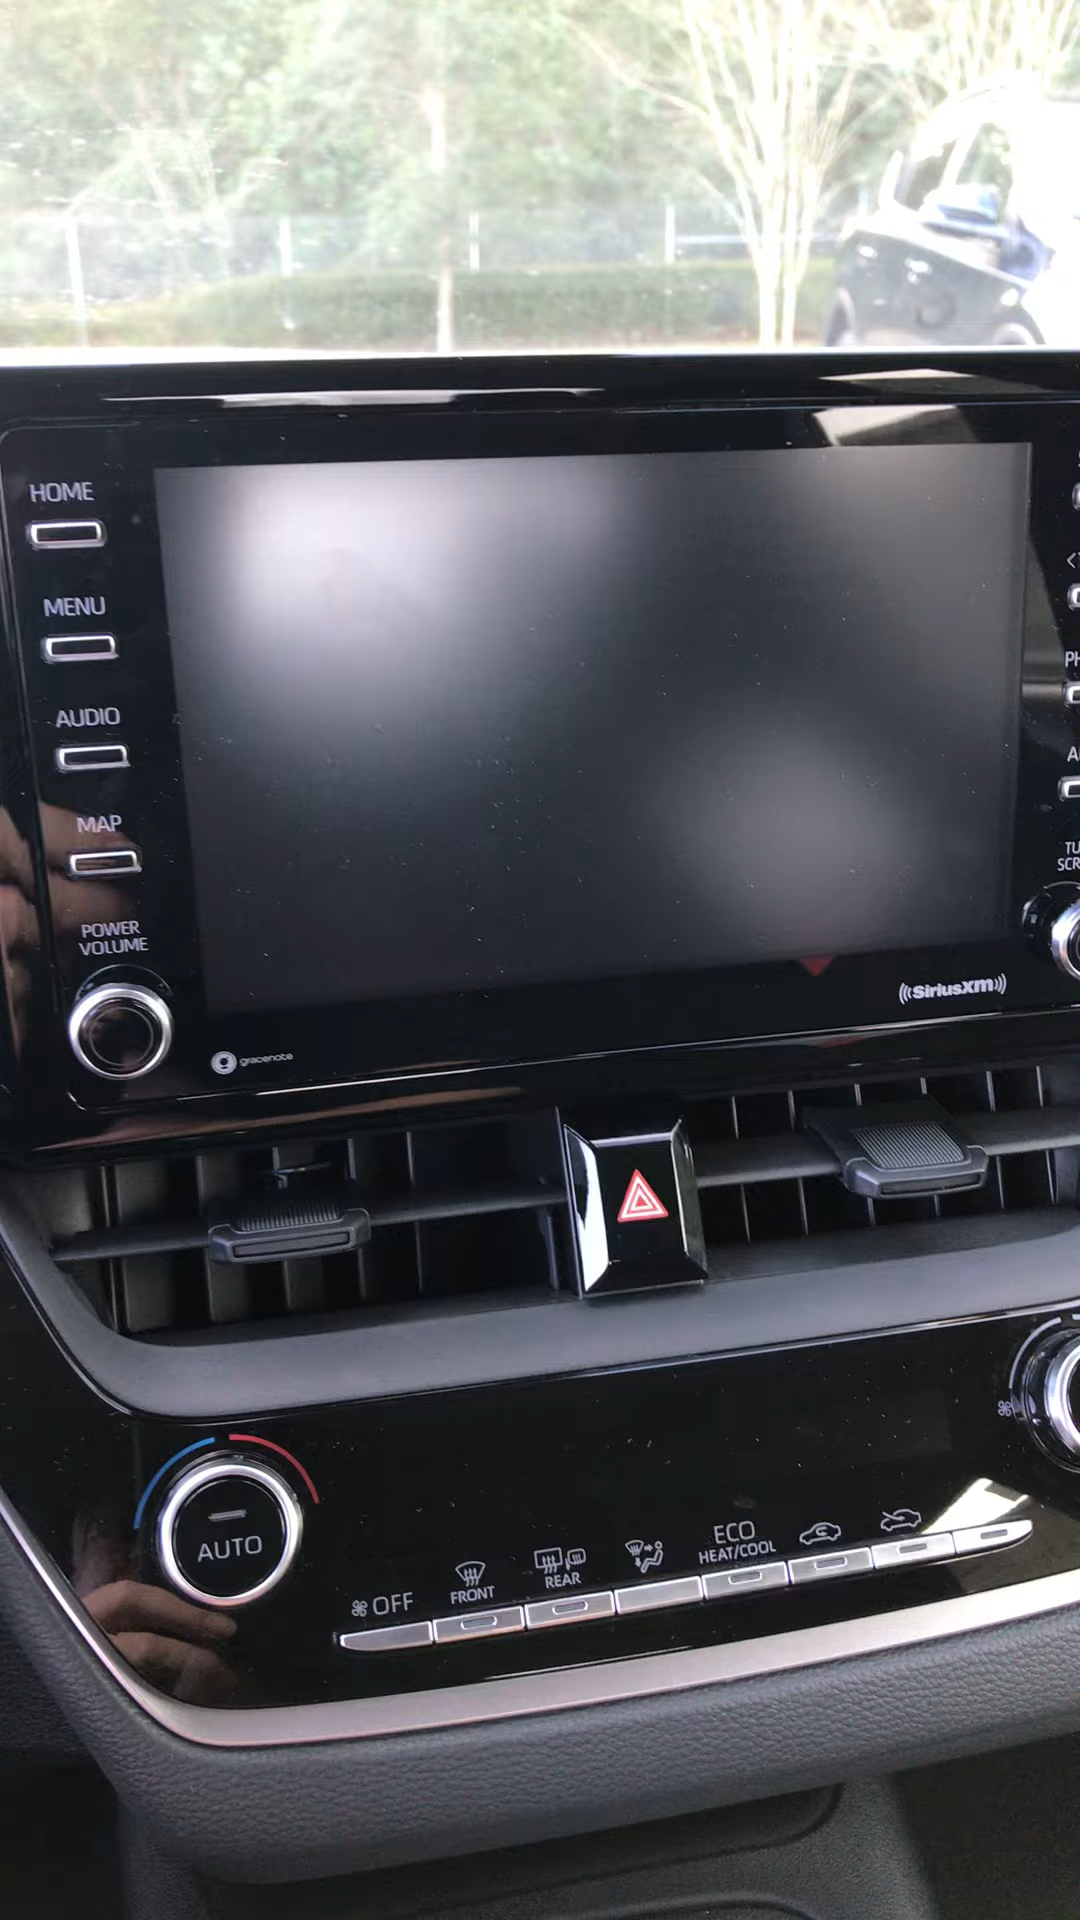 HOME
MENU
AUDIO
MAP
POWER
VOLUME
gracenote
SiriusXM
AUTO
OFF
FRONT
REAR
ECO
HEAT/COOL